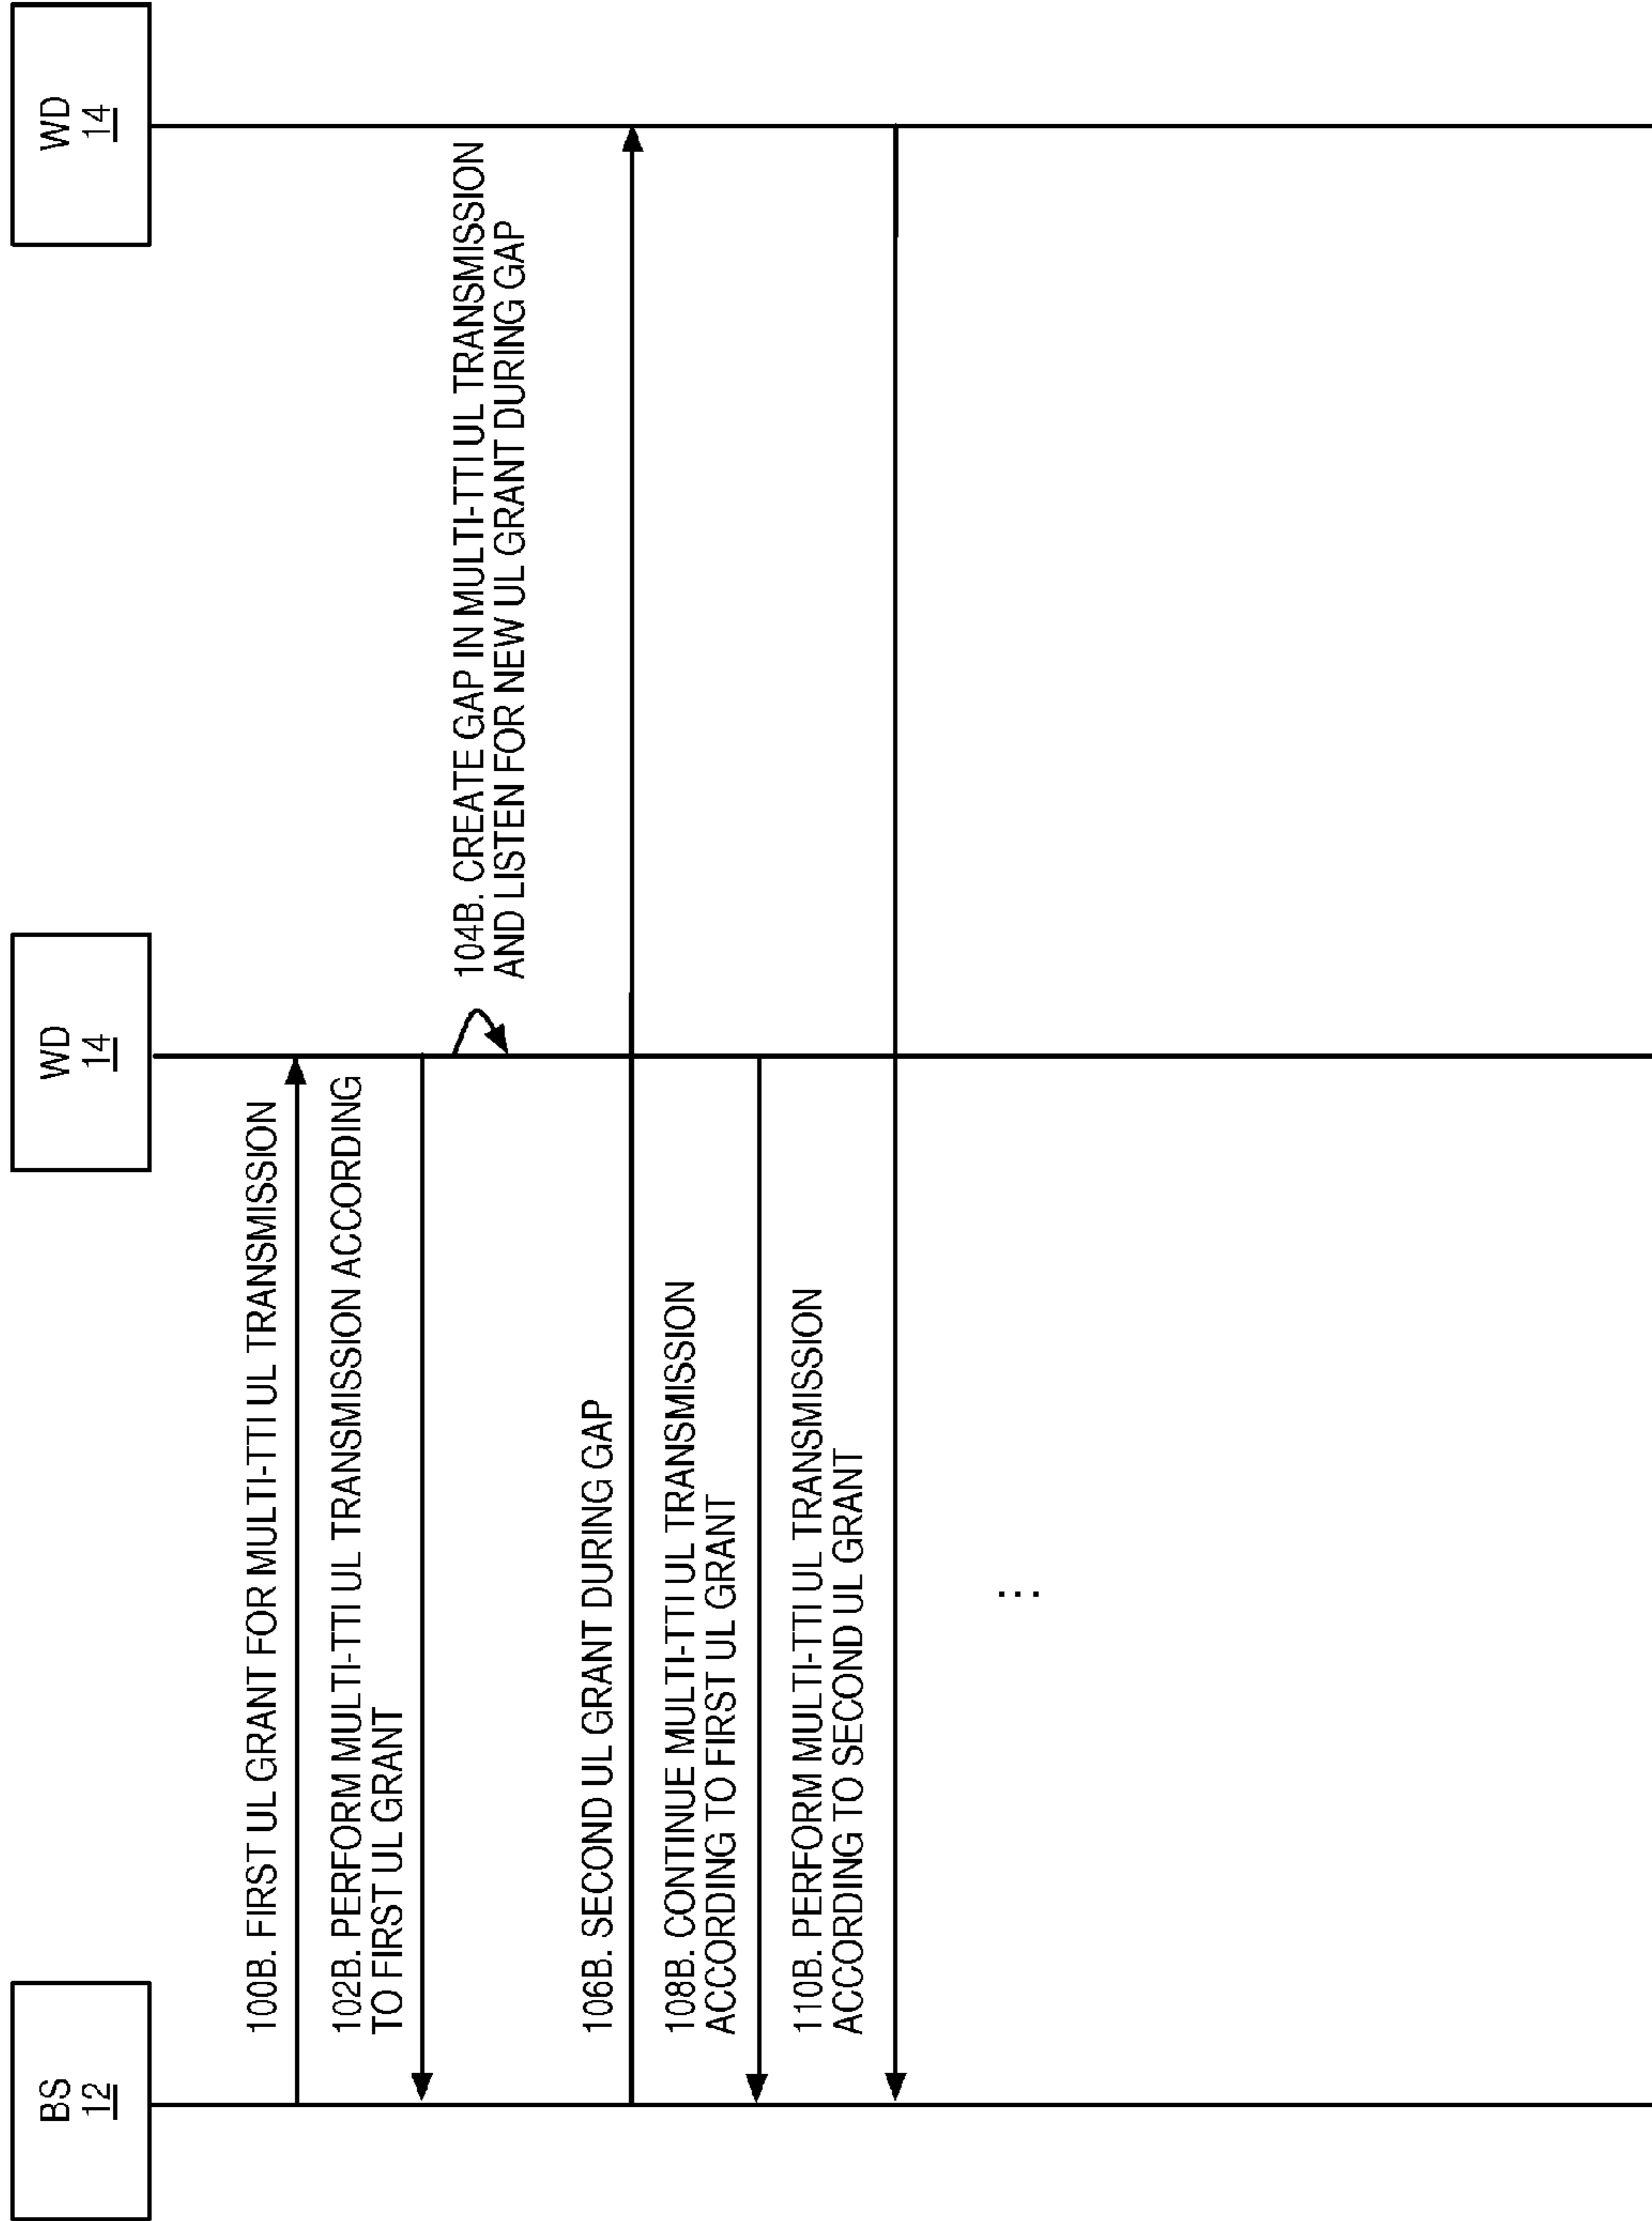 BS
12
WD
14
WD
14
100B. FIRST UL GRANT FOR MULTI-TTI UL TRANSMISSION
102B. PERFORM MULTI-TTI UL TRANSMISSION ACCORDING
TO FIRST UL GRANT
104B. CREATE GAP IN MULTI-TTI UL TRANSMISSION
AND LISTEN FOR NEW UL GRANT DURING GAP
106B. SECOND UL GRANT DURING GAP
108B. CONTINUE MULTI-TTI UL TRANSMISSION
ACCORDING TO FIRST UL GRANT
110B. PERFORM MULTI-TTI UL TRANSMISSION
ACCORDING TO SECOND UL GRANT
...